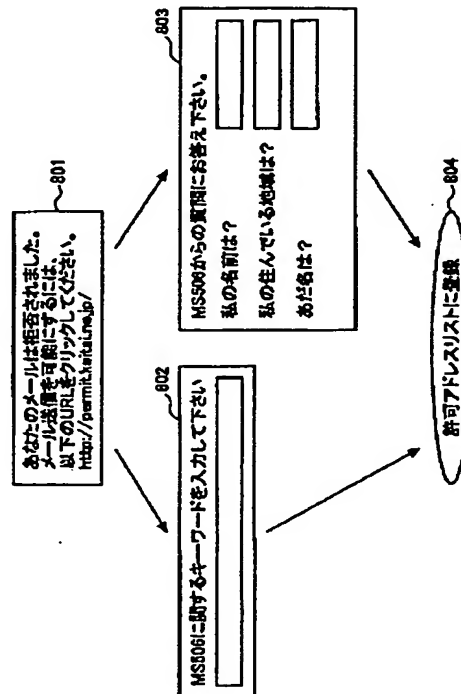 801
あなたのメールは拒否されました。
メール送信を可能にするには、
以下のURLをクリックしてください。
http://permit.keitai.ne.jp/
802
MS506に関するキーワードを入力して下さい
803
MS506からの質問にお答え下さい。
私の名前は?
私の住んでいる地域は?
あだ名は?
許可アドレスリストに登録
804